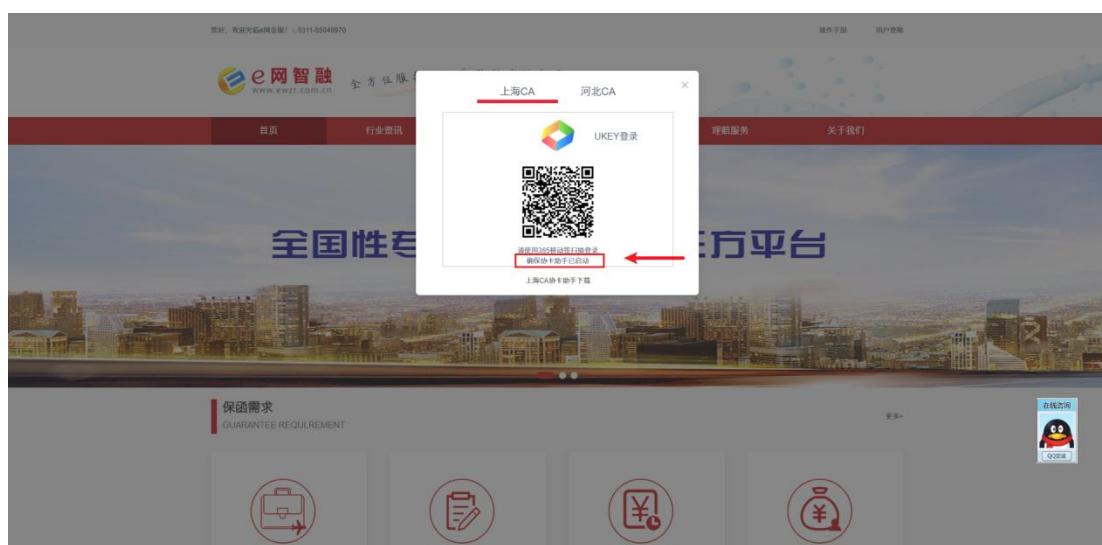 您好，欢迎光临e网金服！
0311-85040970
操作手册
用户登陆
e网智融
www.ewzt.com.cn
全方位服
上海CA
河北CA
×
首页
行业资讯
理赔服务
关于我们
UKEY登录
请使用365移动签扫脸登录
确保协卡助手已启动
上海CA协卡助手下载
全国性专
三方平台
保函需求
GUARANTEE REQULREMENT
更多+
在线咨询
QQ交谈